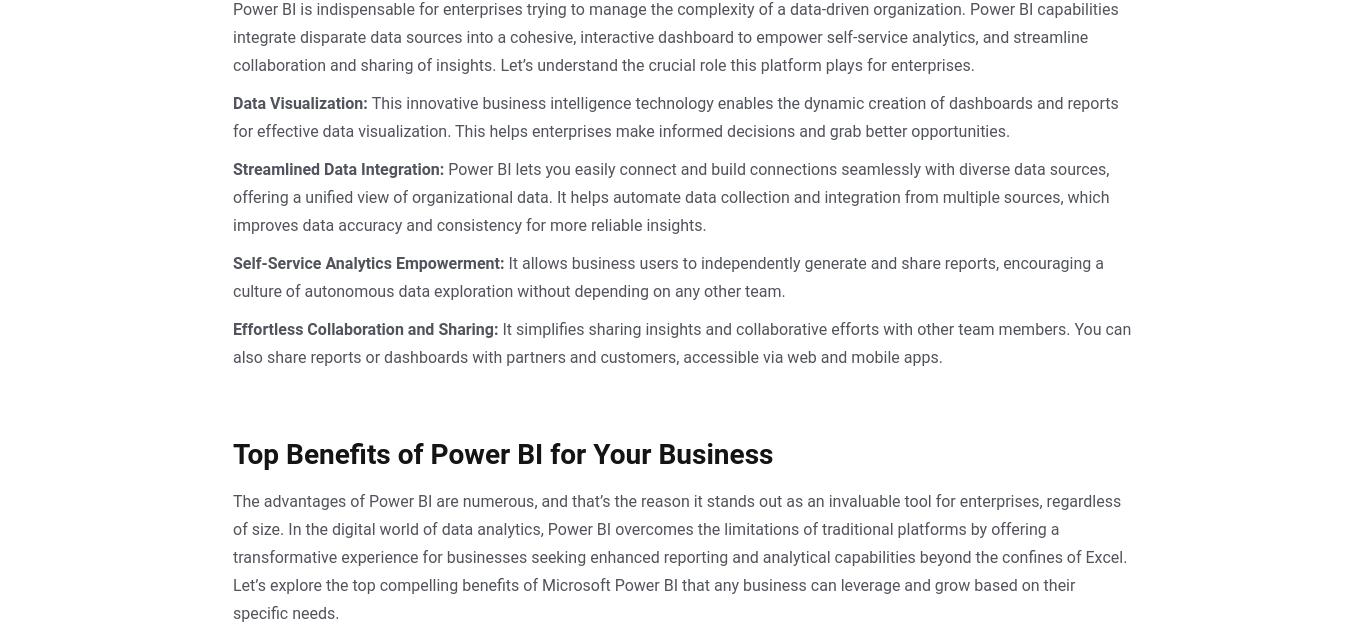 Power BI is indispensable for enterprises trying to manage the complexity of a data-driven organization. Power BI capabilities
integrate disparate data sources into a cohesive, interactive dashboard to empower self-service analytics, and streamline
collaboration and sharing of insights. Let’s understand the crucial role this platform plays for enterprises.
Data Visualization: This innovative business intelligence technology enables the dynamic creation of dashboards and reports
for effective data visualization. This helps enterprises make informed decisions and grab better opportunities.
Streamlined Data Integration: Power BI lets you easily connect and build connections seamlessly with diverse data sources,
offering a unified view of organizational data. It helps automate data collection and integration from multiple sources, which
improves data accuracy and consistency for more reliable insights.
Self-Service Analytics Empowerment: It allows business users to independently generate and share reports, encouraging a
culture of autonomous data exploration without depending on any other team.
Effortless Collaboration and Sharing: It simplifies sharing insights and collaborative efforts with other team members. You can
also share reports or dashboards with partners and customers, accessible via web and mobile apps.
Top Benefits of Power BI for Your Business
The advantages of Power BI are numerous, and that’s the reason it stands out as an invaluable tool for enterprises, regardless
of size. In the digital world of data analytics, Power BI overcomes the limitations of traditional platforms by offering a
transformative experience for businesses seeking enhanced reporting and analytical capabilities beyond the confines of Excel.
Let’s explore the top compelling benefits of Microsoft Power BI that any business can leverage and grow based on their
specific needs.